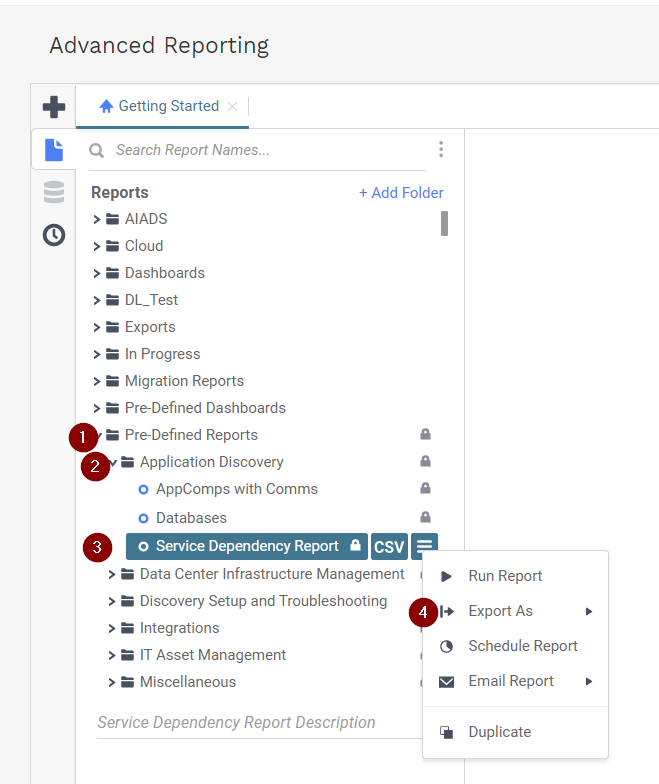 Advanced Reporting
Getting Started
Search Report Names...
Reports + Add Folder
AIADS
Cloud
Dashboards
DL_Test
Exports
In Progress
Migration Reports
Pre-Defined Dashboards
1 Pre-Defined Reports
2 Application Discovery
AppComps with Comms
Databases
3 Service Dependency Report CSV
Run Report
Data Center Infrastructure Management
Discovery Setup and Troubleshooting
4 Export As
Integrations
Schedule Report
IT Asset Management
Email Report
Miscellaneous
Service Dependency Report Description
Duplicate